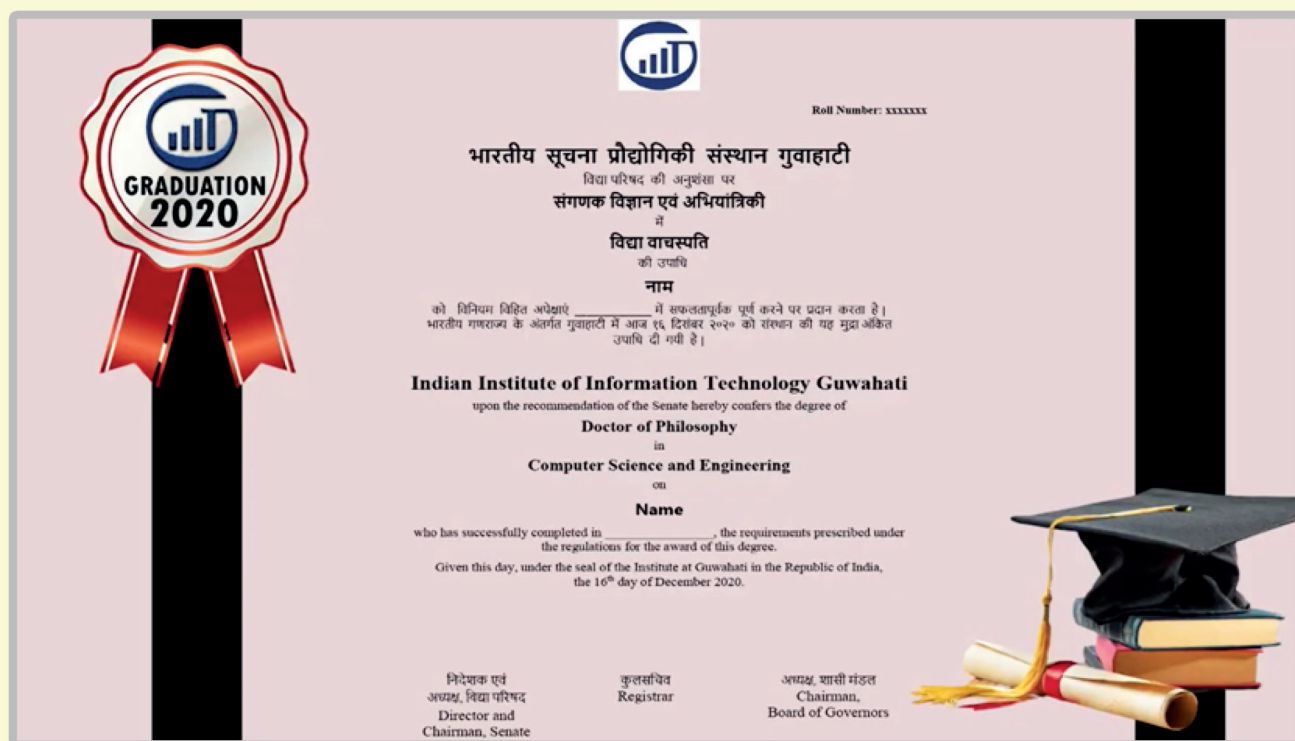 GRADUATION
2020
Roll Number: xxxxxxx
भारतीय सूचना प्रौद्योगिकी संस्थान गुवाहाटी
विद्या परिषद की अनुशंसा पर
संगणक विज्ञान एवं अभियांत्रिकी
में
विद्या वाचस्पति
की उपाधि
नाम
को विनियम विहित अपेक्षाएं ____________ में सफलतापूर्वक पूर्ण करने पर प्रदान करता है |
भारतीय गणराज्य के अंतर्गत गुवाहाटी में आज १६ दिसंबर २०२० को संस्थान की यह मुद्रा अंकित
उपाधि दी गयी है |
Indian Institute of Information Technology Guwahati
upon the recommendation of the Senate hereby confers the degree of
Doctor of Philosophy
in
Computer Science and Engineering
on
Name
who has successfully completed in _________________, the requirements prescribed under
the regulations for the award of this degree.
Given this day, under the seal of the Institute at Guwahati in the Republic of India,
the 16th day of December 2020.
निदेशक एवं
अध्यक्ष, विद्या परिषद
Director and
Chairman, Senate
कुलसचिव
Registrar
अध्यक्ष, शासी मंडल
Chairman,
Board of Governors